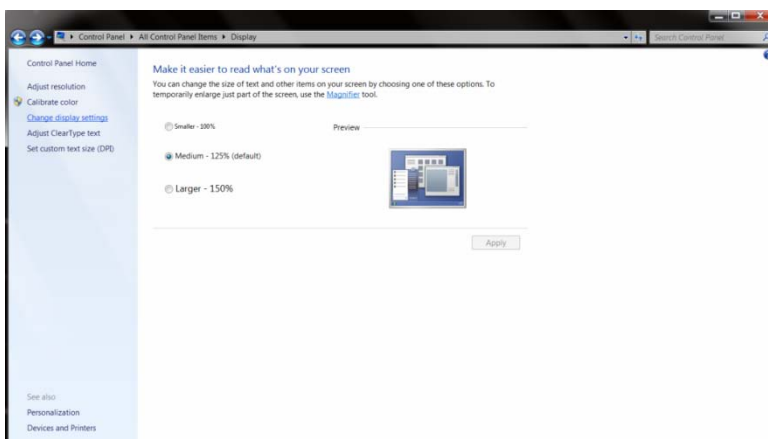 Control Panel ▸ All Control Panel Items ▸ Display
Search Control Panel
Control Panel Home
Adjust resolution
Calibrate color
Change display settings
Adjust ClearType text
Set custom text size (DPI)
See also
Personalization
Devices and Printers
Make it easier to read what's on your screen
You can change the size of text and other items on your screen by choosing one of these options. To
temporarily enlarge just part of the screen, use the Magnifier tool.
Smaller - 100%
Preview
Medium - 125% (default)
Larger - 150%
Apply